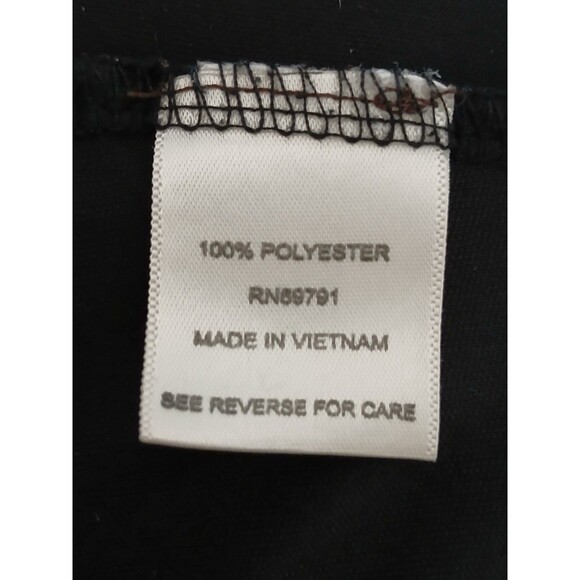 100% POLYESTER
RN69791
MADE IN VIETNAM
SEE REVERSE FOR CARE